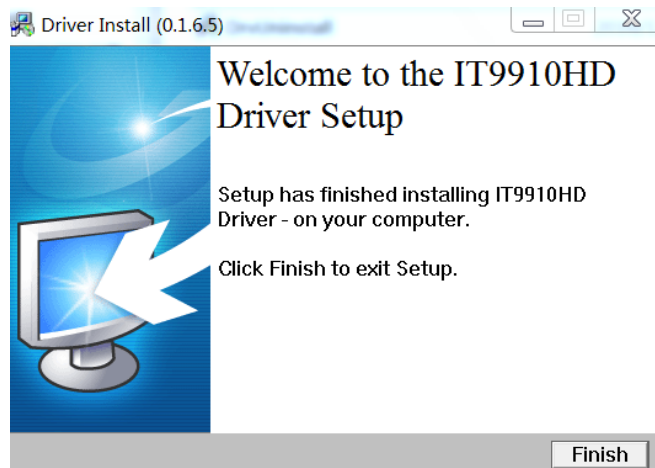 Driver Install (0.1.6.5)
Welcome to the IT9910HD
Driver Setup
Setup has finished installing IT9910HD
Driver - on your computer.
Click Finish to exit Setup.
Finish